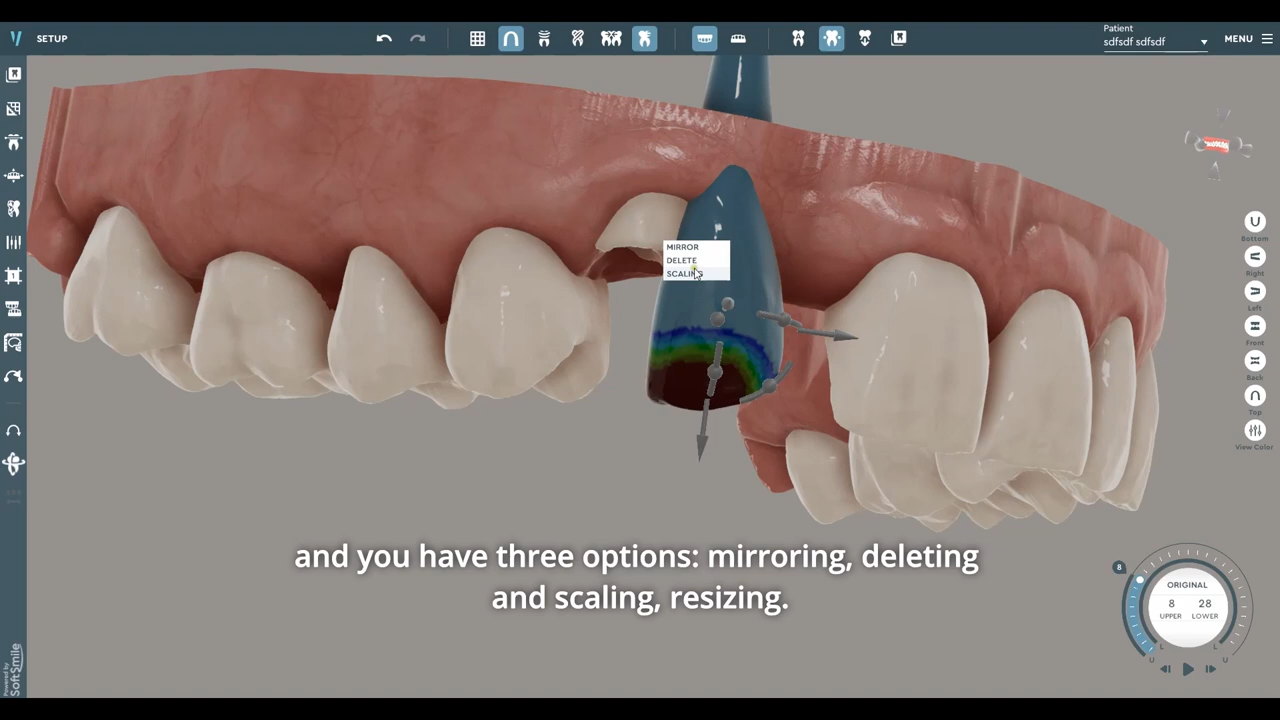 SETUP
Patient
sdfsdf sdfsdf
MENU
MIRROR
DELETE
SCALING
Bottom
Right
Left
Front
Back
Top
View Color
and you have three options: mirroring, deleting
and scaling, resizing.
8
ORIGINAL
8 28
UPPER LOWER
L L
U U
Powered by
SoftSmile